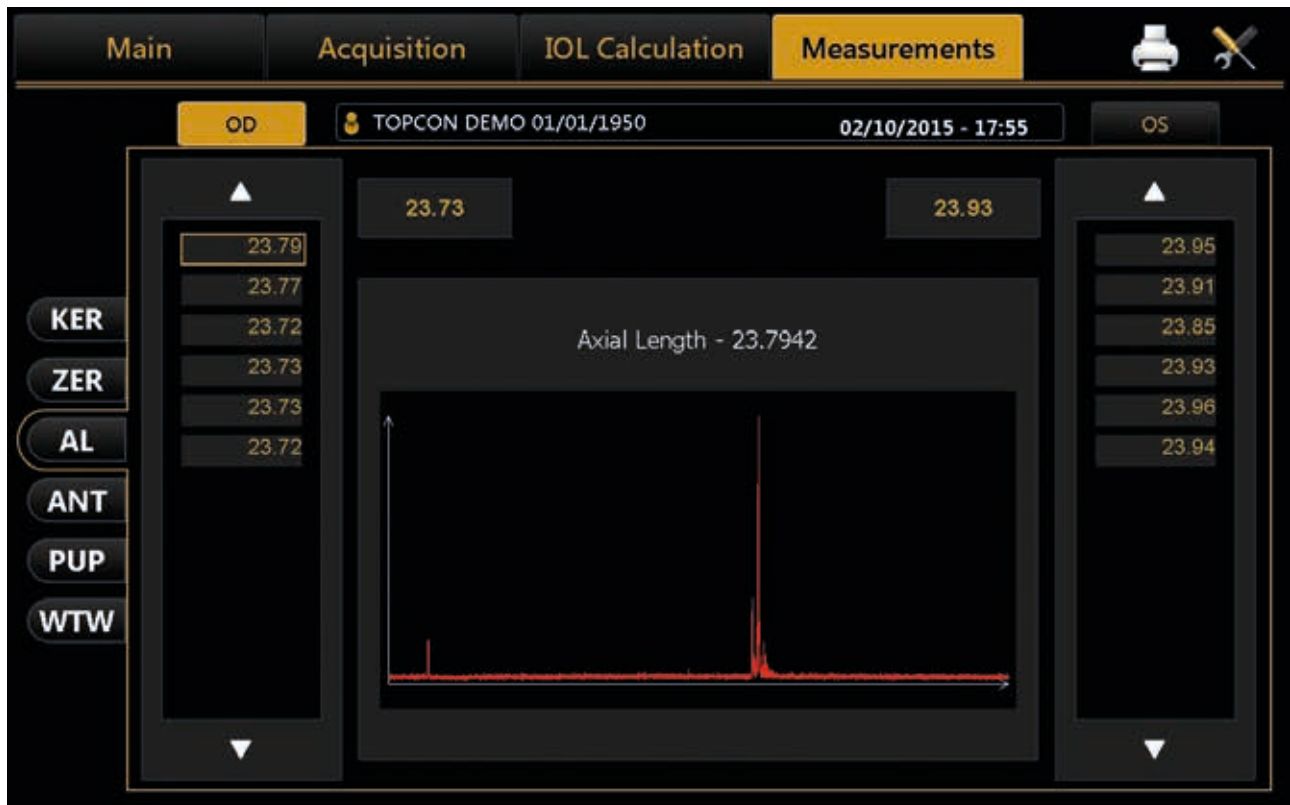 Main Acquisition IOL Calculation Measurements
OD TOPCON DEMO 01/01/1950 02/10/2015 - 17:55 OS
23.73 23.93
23.79
23.77
23.72
23.73
23.73
23.72
KER
ZER
AL
ANT
PUP
WTW
Axial Length - 23.7942
23.95
23.91
23.85
23.93
23.96
23.94